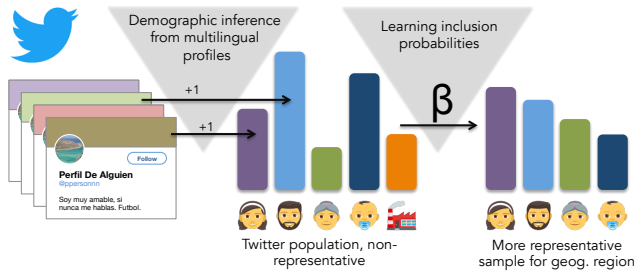 Demographic inference
from multilingual
profiles
Learning inclusion
probabilities
+1
+1
β
Follow
Perfil De Alguien
@ppersonnn
Soy muy amable, si
nunca me hablas. Futbol.
Twitter population, non-
representative
More representative
sample for geog. region